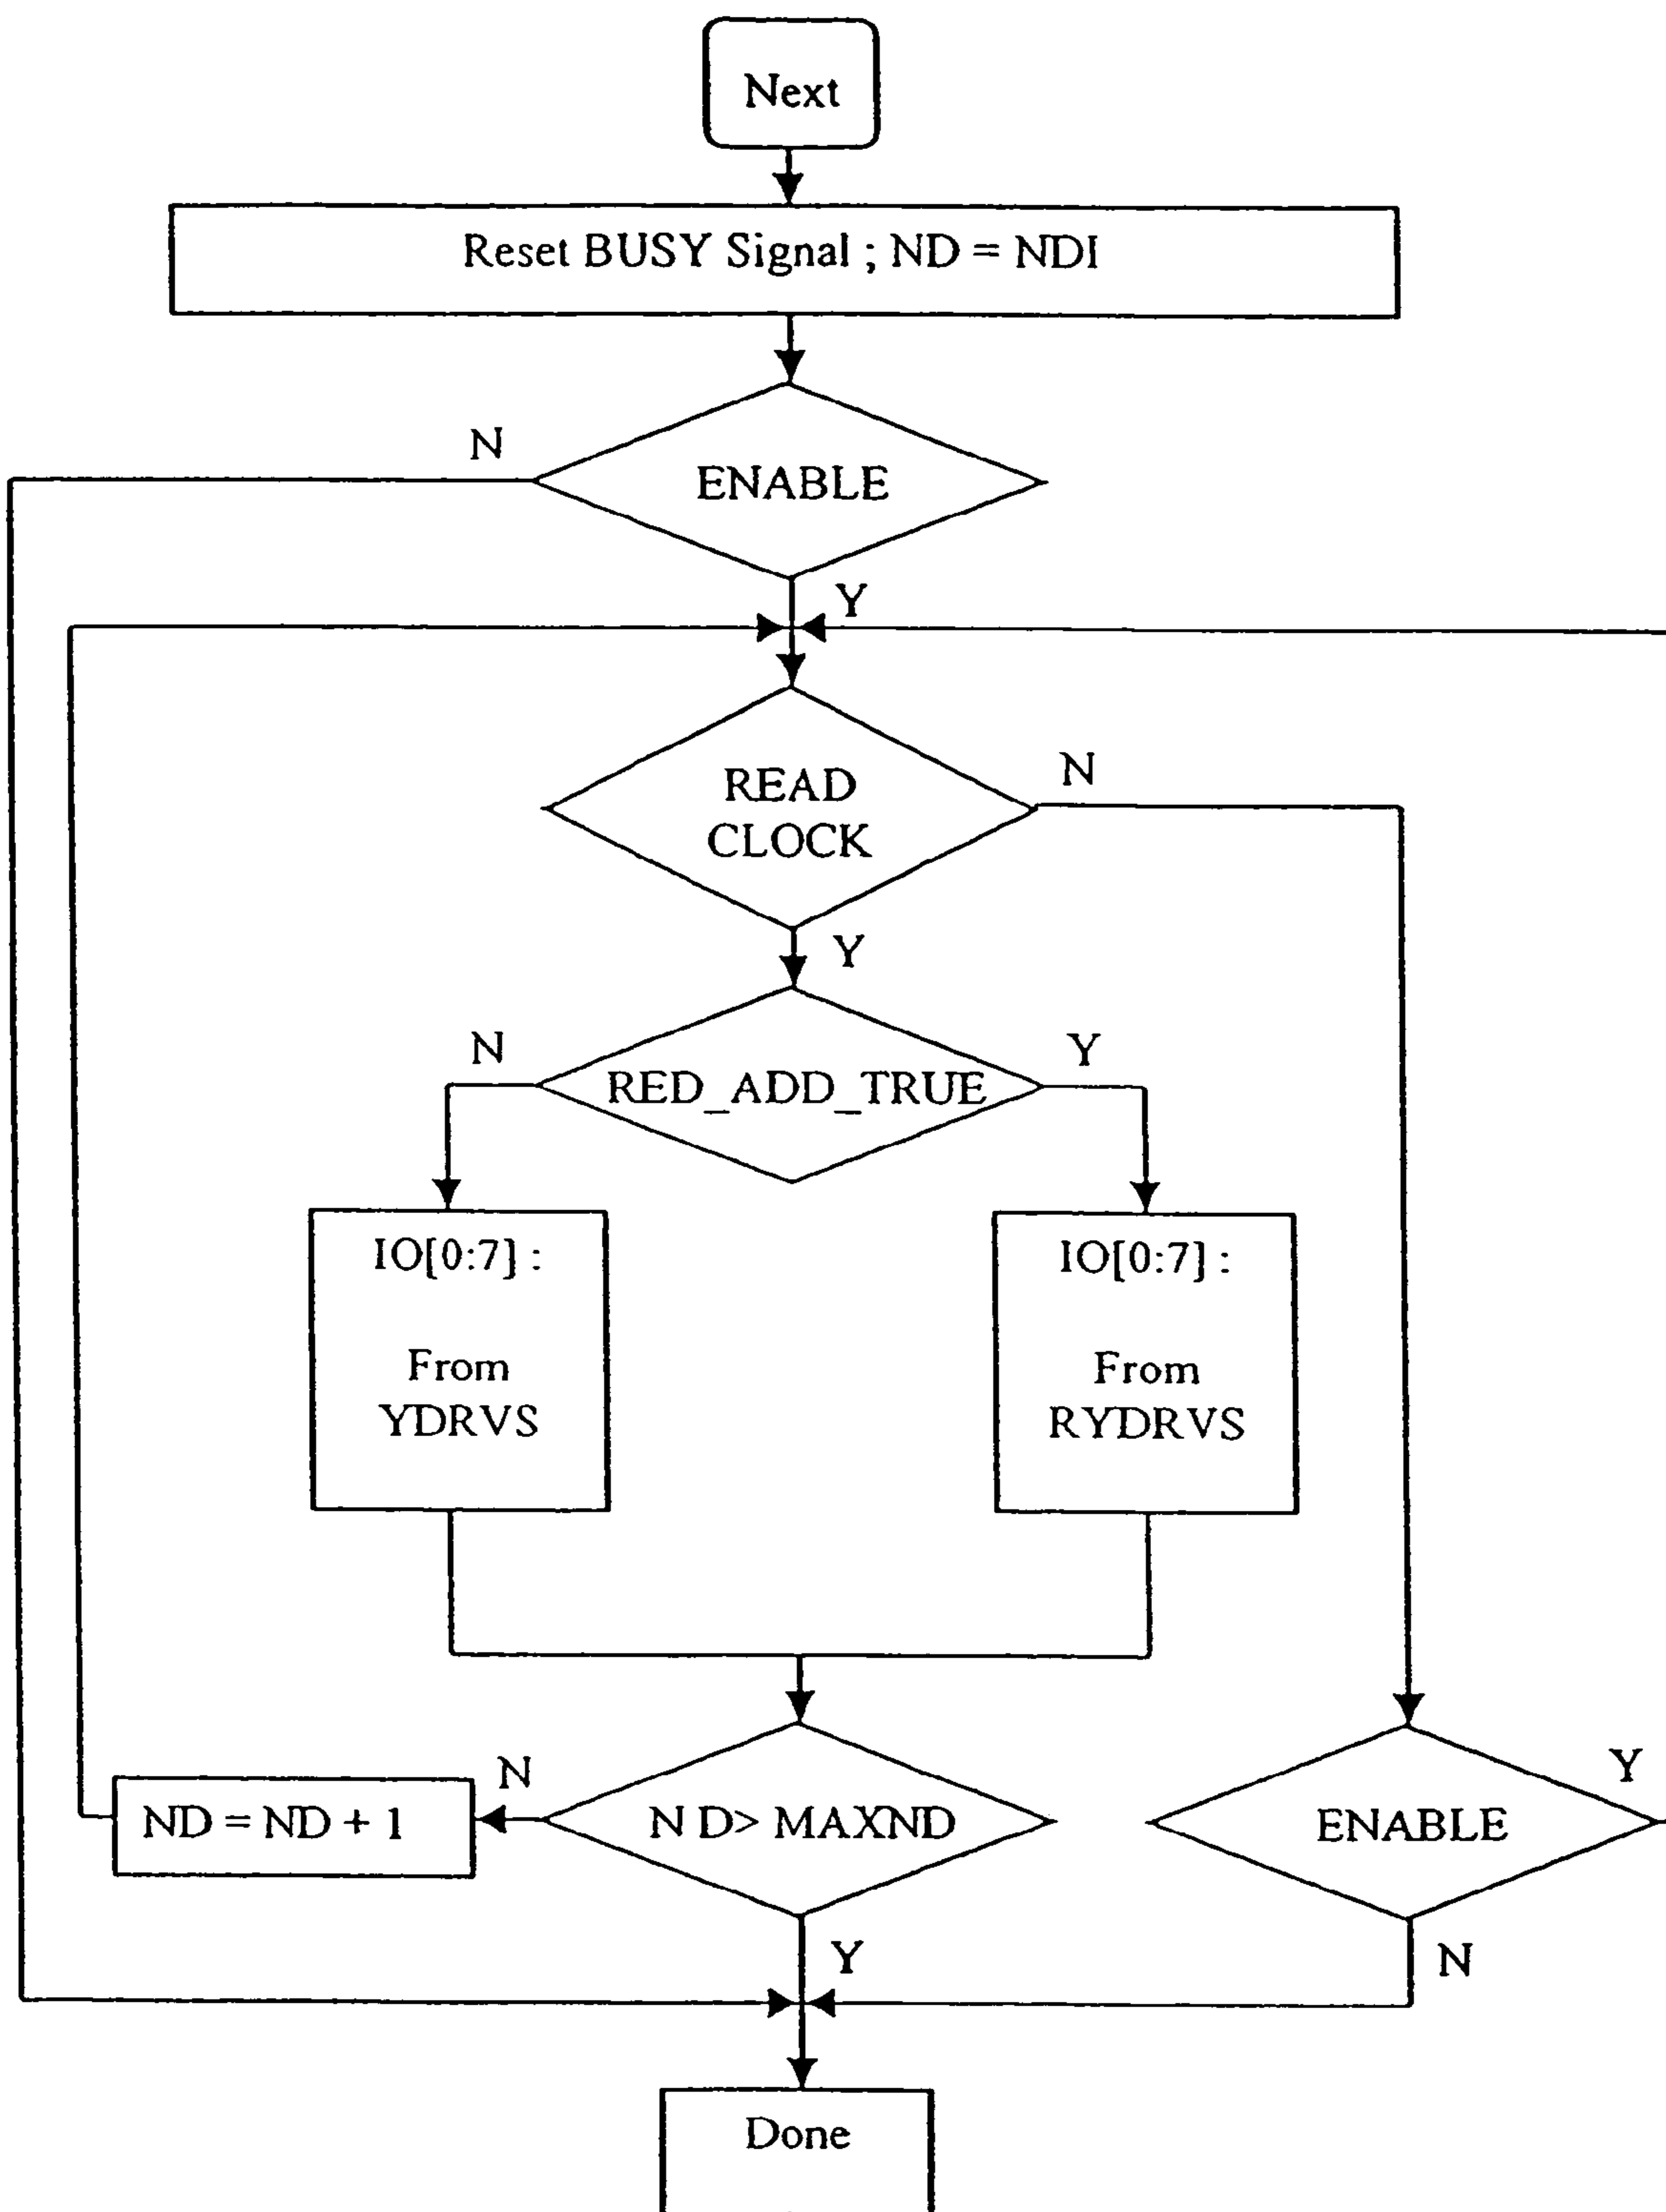 Next
Reset BUSY Signal ; ND = NDI
N
ENABLE
Y
READ
CLOCK
N
Y
N
RED_ADD_TRUE
Y
IO[0:7] :
From
YDRVS
IO[0:7] :
From
RYDRVS
ND = ND + 1
N
N D> MAXND
Y
ENABLE
Y
N
Done